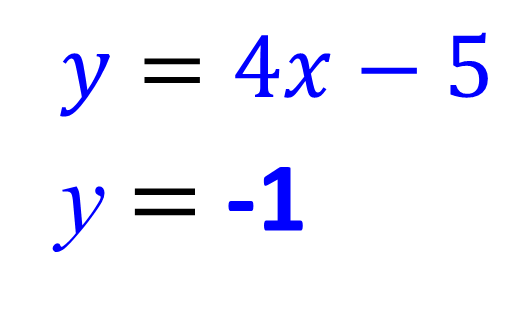 y = 4x − 5
y = -1